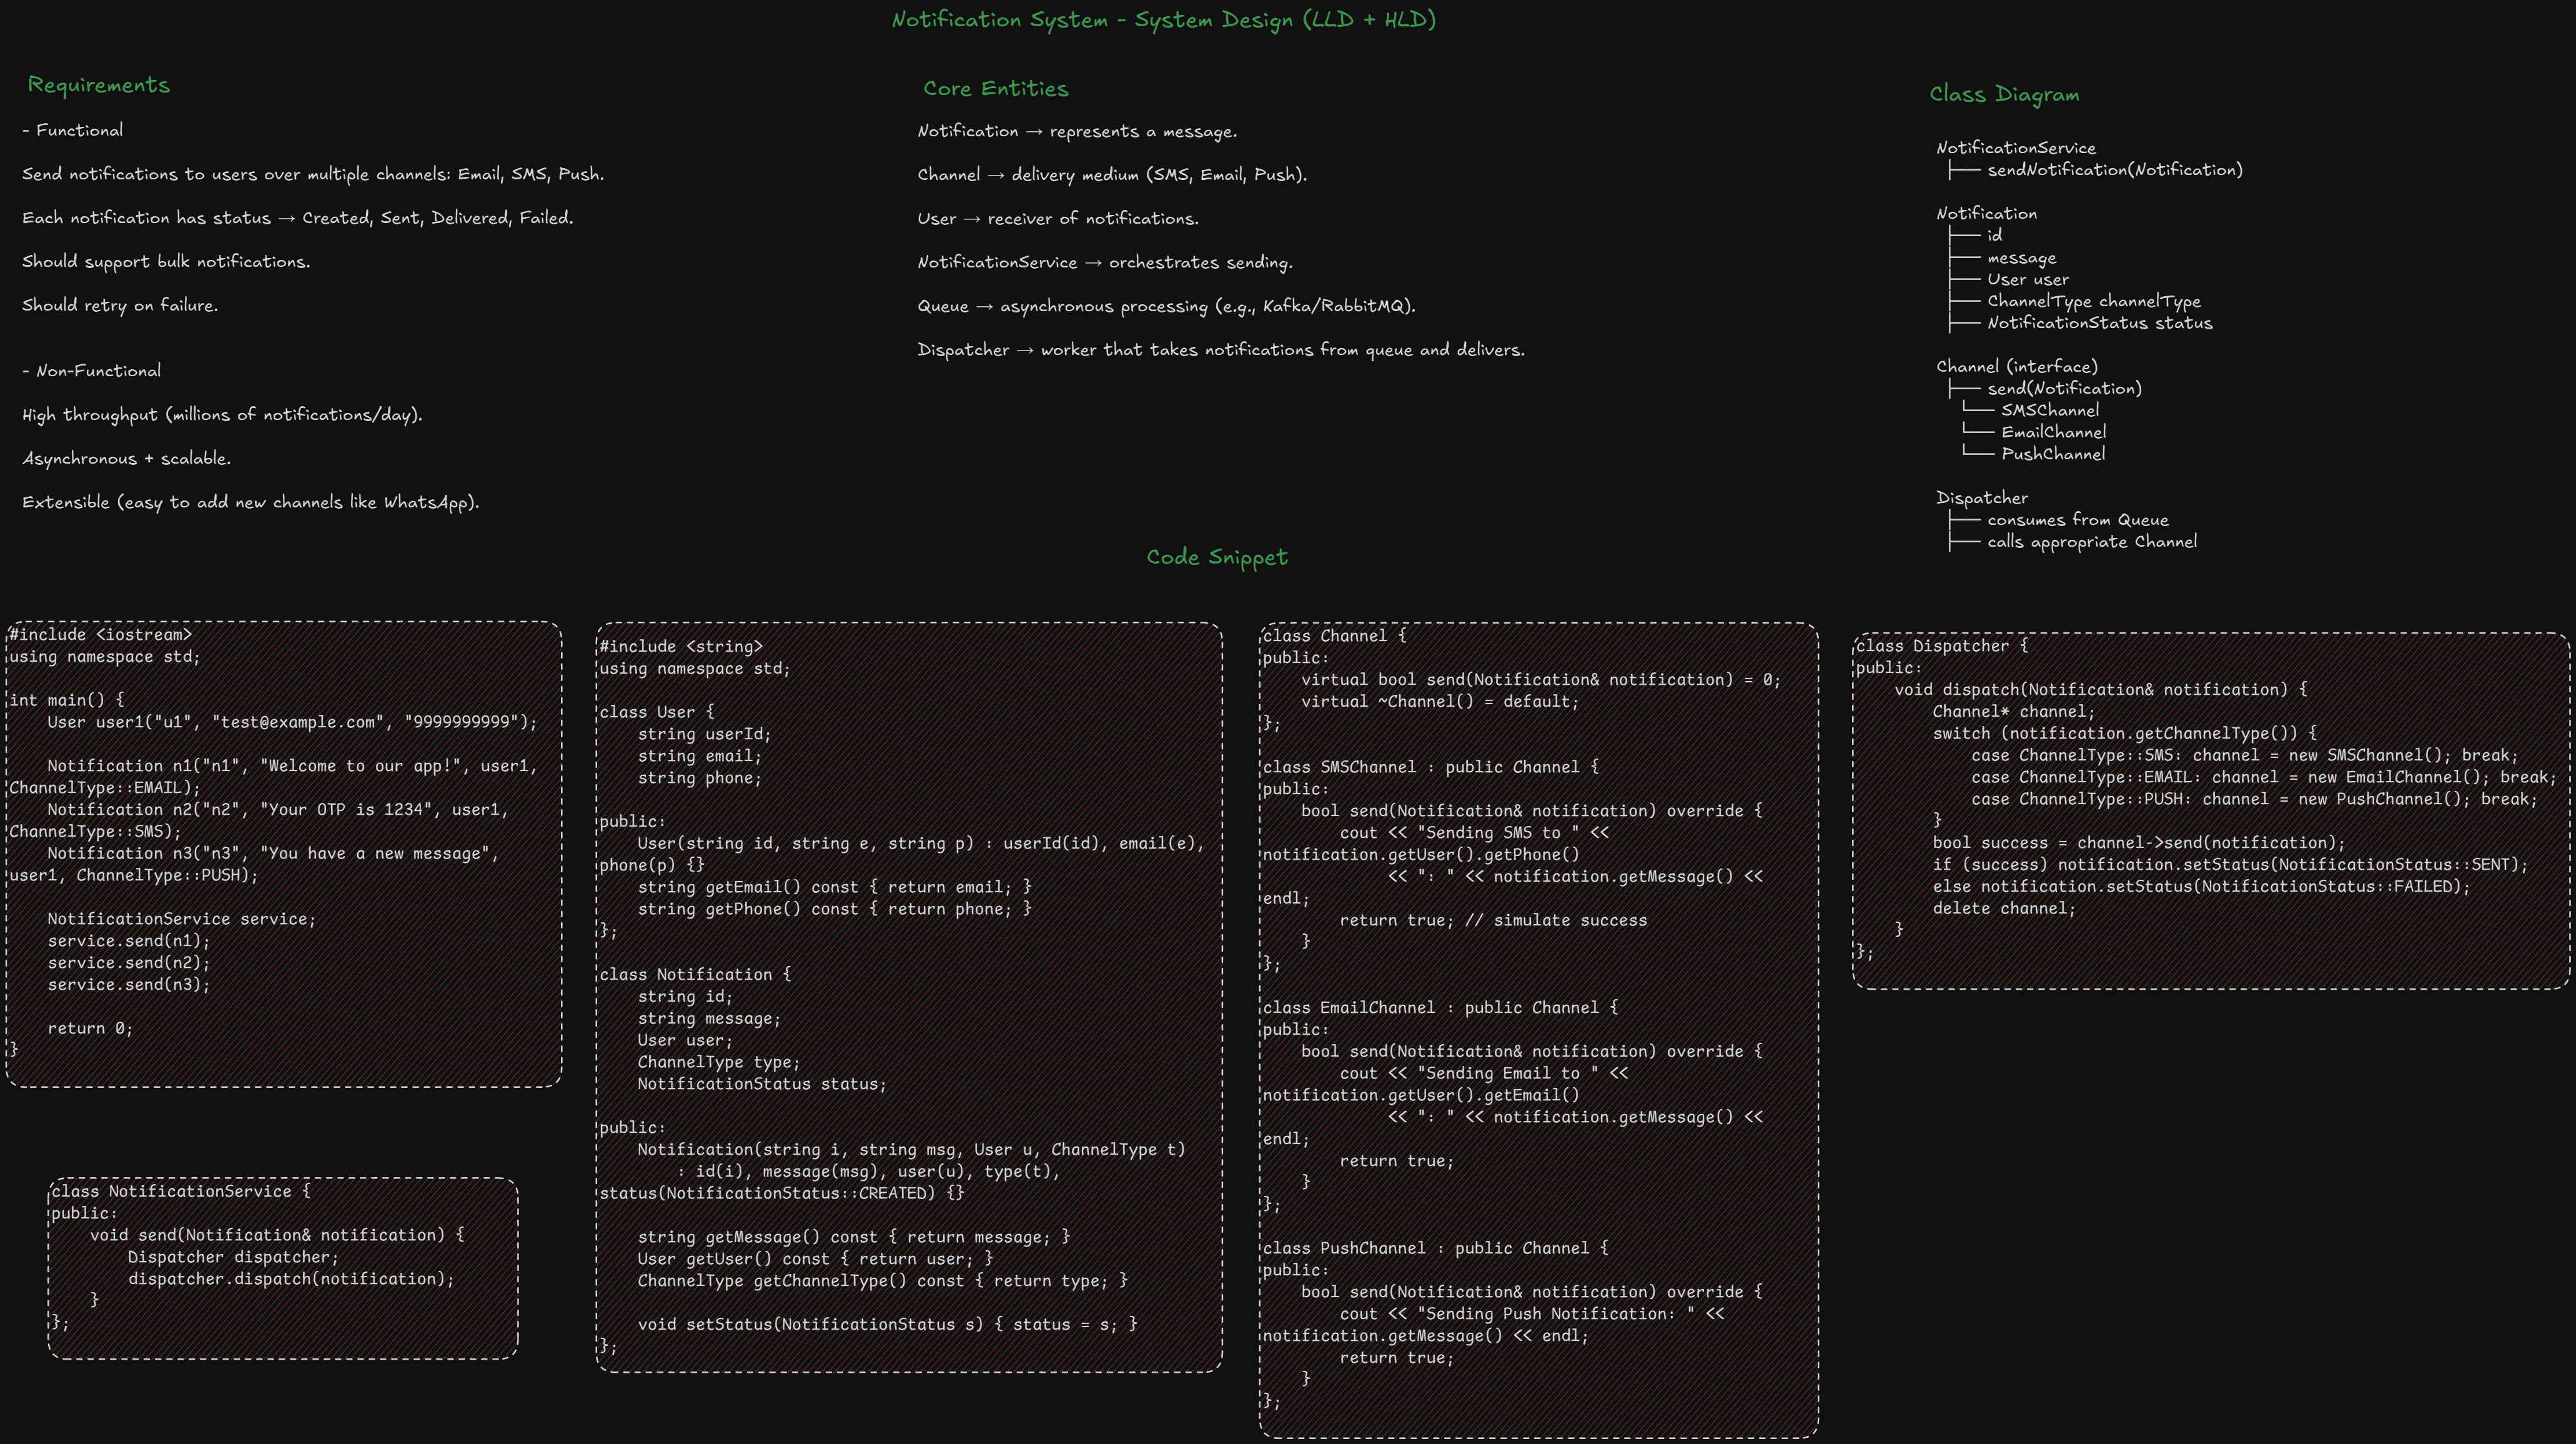 Notification System - System Design (LLD + HLD)
Requirements
- Functional
Send notifications to users over multiple channels: Email, SMS, Push.
Each notification has status → Created, Sent, Delivered, Failed.
Should support bulk notifications.
Should retry on failure.
- Non-Functional
High throughput (millions of notifications/day).
Asynchronous + scalable.
Extensible (easy to add new channels like WhatsApp).
Core Entities
Notification → represents a message.
Channel → delivery medium (SMS, Email, Push).
User → receiver of notifications.
NotificationService → orchestrates sending.
Queue → asynchronous processing (e.g., Kafka/RabbitMQ).
Dispatcher → worker that takes notifications from queue and delivers.
Class Diagram
NotificationService
├── sendNotification(Notification)
Notification
├── id
├── message
├── User user
├── ChannelType channelType
├── NotificationStatus status
Channel (interface)
├── send(Notification)
└── SMSChannel
└── EmailChannel
└── PushChannel
Dispatcher
├── consumes from Queue
├── calls appropriate Channel
Code Snippet
#include <iostream>
using namespace std;
int main() {
User user1("u1", "test@example.com", "9999999999");
Notification n1("n1", "Welcome to our app!", user1,
ChannelType::EMAIL);
Notification n2("n2", "Your OTP is 1234", user1,
ChannelType::SMS);
Notification n3("n3", "You have a new message",
user1, ChannelType::PUSH);
NotificationService service;
service.send(n1);
service.send(n2);
service.send(n3);
return 0;
}
class NotificationService {
public:
void send(Notification& notification) {
Dispatcher dispatcher;
dispatcher.dispatch(notification);
}
};
#include <string>
using namespace std;
class User {
string userId;
string email;
string phone;
public:
User(string id, string e, string p) : userId(id), email(e),
phone(p) {}
string getEmail() const { return email; }
string getPhone() const { return phone; }
};
class Notification {
string id;
string message;
User user;
ChannelType type;
NotificationStatus status;
public:
Notification(string i, string msg, User u, ChannelType t)
: id(i), message(msg), user(u), type(t),
status(NotificationStatus::CREATED) {}
string getMessage() const { return message; }
User getUser() const { return user; }
ChannelType getChannelType() const { return type; }
void setStatus(NotificationStatus s) { status = s; }
};
class Channel {
public:
virtual bool send(Notification& notification) = 0;
virtual ~Channel() = default;
};
class SMSChannel : public Channel {
public:
bool send(Notification& notification) override {
cout << "Sending SMS to " <<
notification.getUser().getPhone()
<< ": " << notification.getMessage() <<
endl;
return true; // simulate success
}
};
class EmailChannel : public Channel {
public:
bool send(Notification& notification) override {
cout << "Sending Email to " <<
notification.getUser().getEmail()
<< ": " << notification.getMessage() <<
endl;
return true;
}
};
class PushChannel : public Channel {
public:
bool send(Notification& notification) override {
cout << "Sending Push Notification: " <<
notification.getMessage() << endl;
return true;
}
};
class Dispatcher {
public:
void dispatch(Notification& notification) {
Channel* channel;
switch (notification.getChannelType()) {
case ChannelType::SMS: channel = new SMSChannel(); break;
case ChannelType::EMAIL: channel = new EmailChannel(); break;
case ChannelType::PUSH: channel = new PushChannel(); break;
}
bool success = channel->send(notification);
if (success) notification.setStatus(NotificationStatus::SENT);
else notification.setStatus(NotificationStatus::FAILED);
delete channel;
}
};